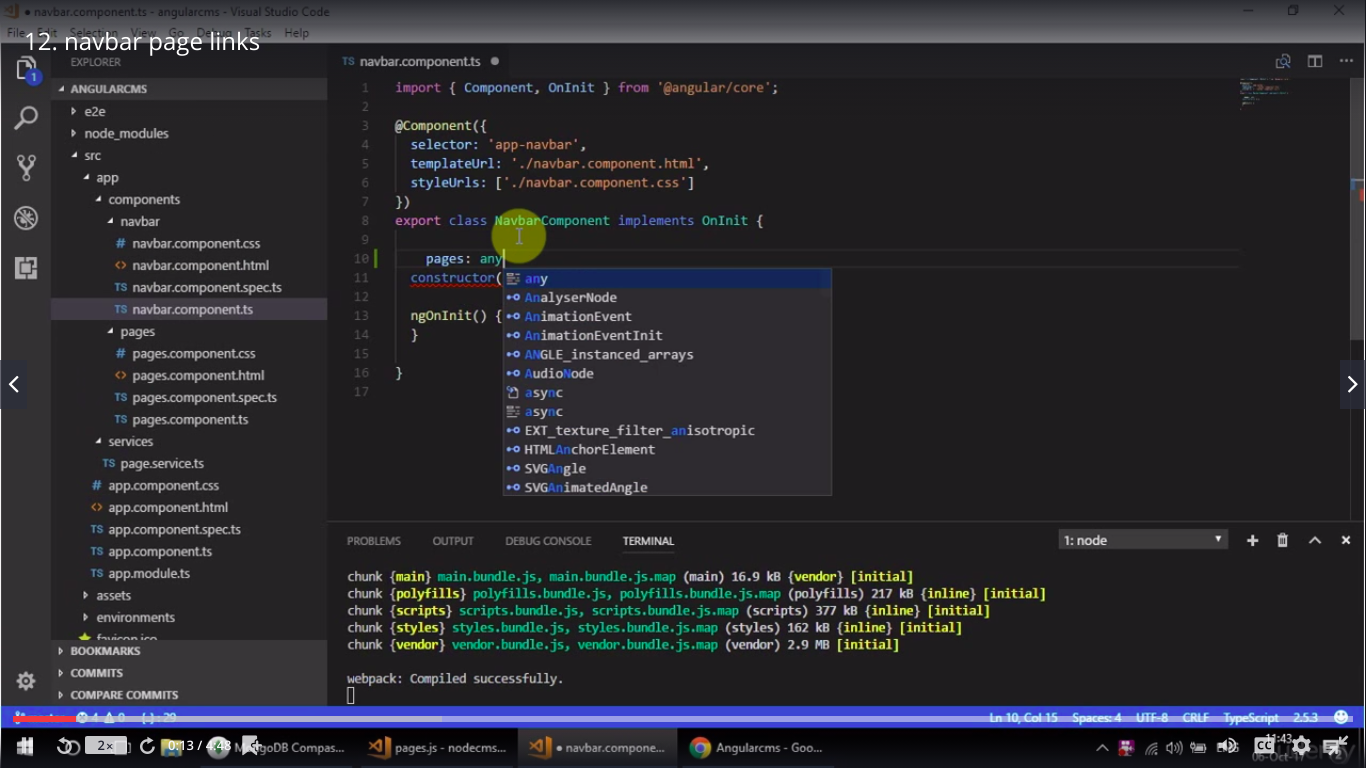 navbar.component.ts - angularcms - Visual Studio Code
File Edit Selection View Go Debug Tasks Help
12. navbar page links
EXPLORER
ANGULARCMS
e2e
node_modules
src
app
components
navbar
# navbar.component.css
<> navbar.component.html
TS navbar.component.spec.ts
TS navbar.component.ts
pages
# pages.component.css
<> pages.component.html
TS pages.component.spec.ts
TS pages.component.ts
services
TS page.service.ts
# app.component.css
<> app.component.html
TS app.component.spec.ts
TS app.component.ts
TS app.module.ts
assets
environments
favicon.ico
BOOKMARKS
COMMITS
COMPARE COMMITS
1
TS navbar.component.ts
1 import { Component, OnInit } from '@angular/core';
2
3 @Component({
4 selector: 'app-navbar',
5 templateUrl: './navbar.component.html',
6 styleUrls: ['./navbar.component.css']
7 })
8 export class NavbarComponent implements OnInit {
9
10 pages: any
11 constructor(
12
13 ngOnInit() {
14 }
15
16 }
17
any
AnalyserNode
AnimationEvent
AnimationEventInit
ANGLE_instanced_arrays
AudioNode
async
async
EXT_texture_filter_anisotropic
HTMLAnchorElement
SVGAngle
SVGAnimatedAngle
PROBLEMS OUTPUT DEBUG CONSOLE TERMINAL 1: node
chunk {main} main.bundle.js, main.bundle.js.map (main) 16.9 kB {vendor} [initial]
chunk {polyfills} polyfills.bundle.js, polyfills.bundle.js.map (polyfills) 217 kB {inline} [initial]
chunk {scripts} scripts.bundle.js, scripts.bundle.js.map (scripts) 377 kB {inline} [initial]
chunk {styles} styles.bundle.js, styles.bundle.js.map (styles) 162 kB {inline} [initial]
chunk {vendor} vendor.bundle.js, vendor.bundle.js.map (vendor) 2.9 MB [initial]
webpack: Compiled successfully.
4 0 29 Ln 10, Col 15 Spaces: 4 UTF-8 CRLF TypeScript 2.5.3
2x 0:13 / 4:48 MongoDB Compas... pages.js - nodecms... navbar.compone... Angularcms - Goo... CC 11:43
06-Oct-17